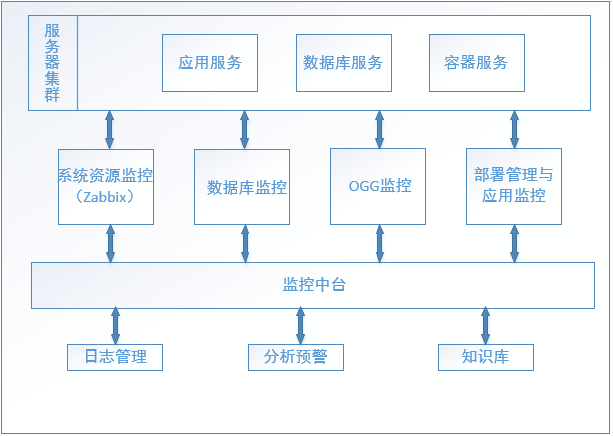 服务器集群
应用服务
数据库服务
容器服务
系统资源监控
（Zabbix）
数据库监控
OGG监控
部署管理与
应用监控
监控中台
日志管理
分析预警
知识库